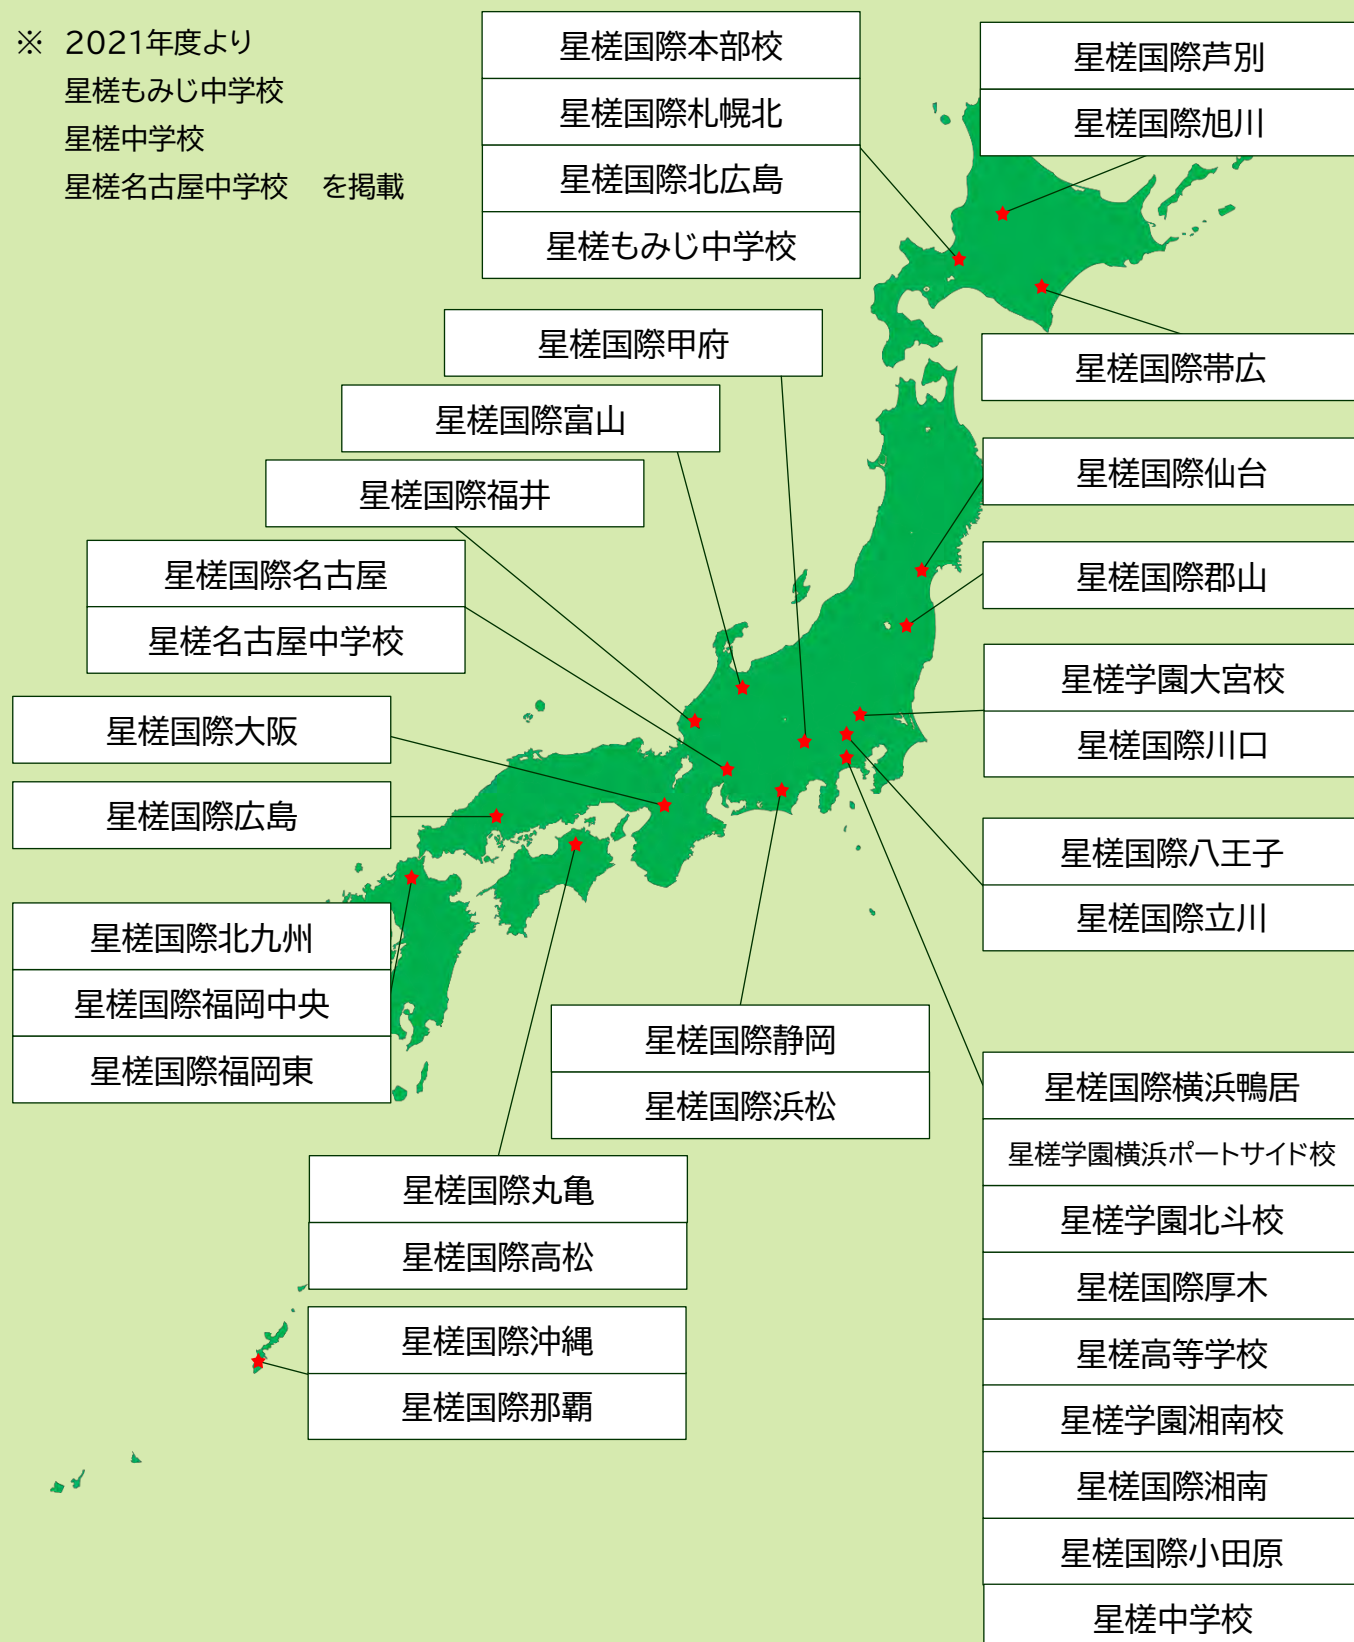 ※ 2021年度より
星槎もみじ中学校
星槎中学校
星槎名古屋中学校 を掲載
星槎国際本部校
星槎国際札幌北
星槎国際北広島
星槎もみじ中学校
星槎国際芦別
星槎国際旭川
星槎国際帯広
星槎国際甲府
星槎国際富山
星槎国際福井
星槎国際名古屋
星槎名古屋中学校
星槎国際大阪
星槎国際広島
星槎国際北九州
星槎国際福岡中央
星槎国際福岡東
星槎国際仙台
星槎国際郡山
星槎学園大宮校
星槎国際川口
星槎国際八王子
星槎国際立川
星槎国際静岡
星槎国際浜松
星槎国際丸亀
星槎国際高松
星槎国際沖縄
星槎国際那覇
星槎国際横浜鴨居
星槎学園横浜ポートサイド校
星槎学園北斗校
星槎国際厚木
星槎高等学校
星槎学園湘南校
星槎国際湘南
星槎国際小田原
星槎中学校